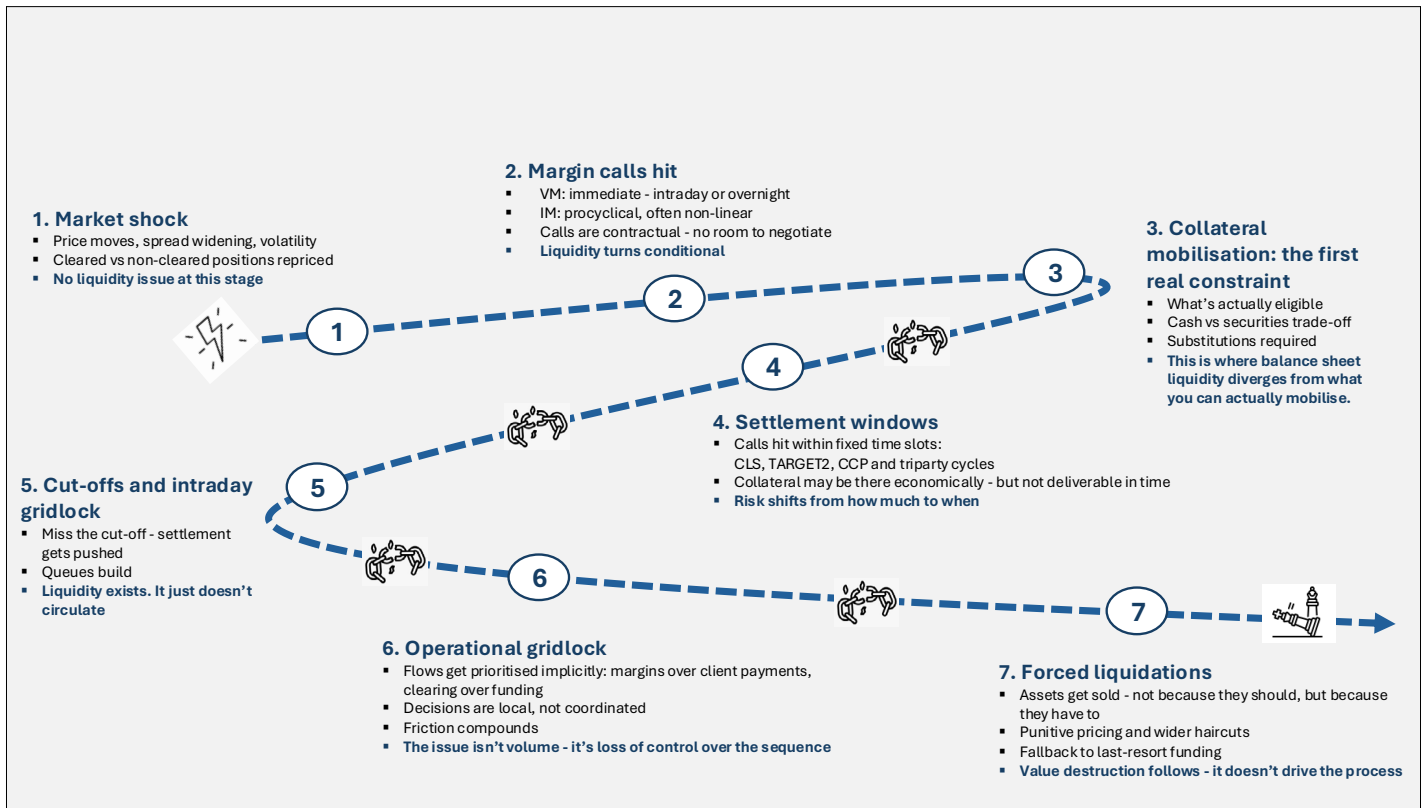 1. Market shock
▪ Price moves, spread widening, volatility
▪ Cleared vs non-cleared positions repriced
▪ No liquidity issue at this stage
2. Margin calls hit
▪ VM: immediate - intraday or overnight
▪ IM: procyclical, often non-linear
▪ Calls are contractual - no room to negotiate
▪ Liquidity turns conditional
3. Collateral
mobilisation: the first
real constraint
▪ What's actually eligible
▪ Cash vs securities trade-off
▪ Substitutions required
▪ This is where balance sheet
liquidity diverges from what
you can actually mobilise.
1
2
3
4
4. Settlement windows
▪ Calls hit within fixed time slots:
CLS, TARGET2, CCP and triparty cycles
▪ Collateral may be there economically - but not deliverable in time
▪ Risk shifts from how much to when
5
5. Cut-offs and intraday
gridlock
▪ Miss the cut-off - settlement
gets pushed
▪ Queues build
▪ Liquidity exists. It just doesn't
circulate
6
6. Operational gridlock
▪ Flows get prioritised implicitly: margins over client payments,
clearing over funding
▪ Decisions are local, not coordinated
▪ Friction compounds
▪ The issue isn't volume - it's loss of control over the sequence
7
7. Forced liquidations
▪ Assets get sold - not because they should, but because
they have to
▪ Punitive pricing and wider haircuts
▪ Fallback to last-resort funding
▪ Value destruction follows - it doesn't drive the process